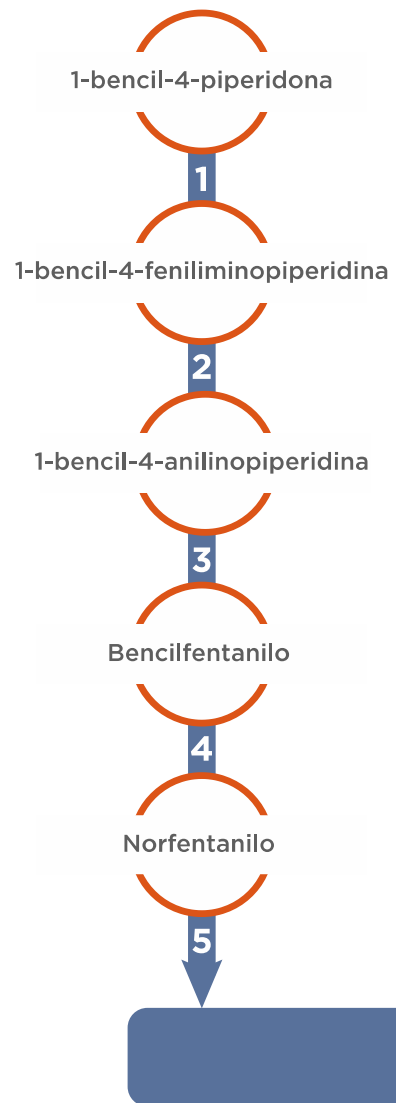 1-bencil-4-piperidona
1
1-bencil-4-feniliminopiperidina
2
1-bencil-4-anilinopiperidina
3
Bencilfentanilo
4
Norfentanilo
5